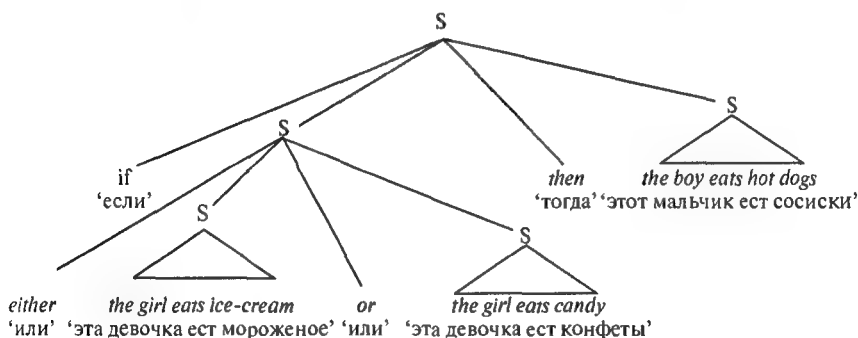 S
S
S
if
'если'
then
the boy eats hot dogs
'тогда' 'этот мальчик ест сосиски'
S
S
either
the girl eats ice-cream
or
the girl eats candy
'или' 'эта девочка ест мороженое' 'или'
'эта девочка ест конфеты'